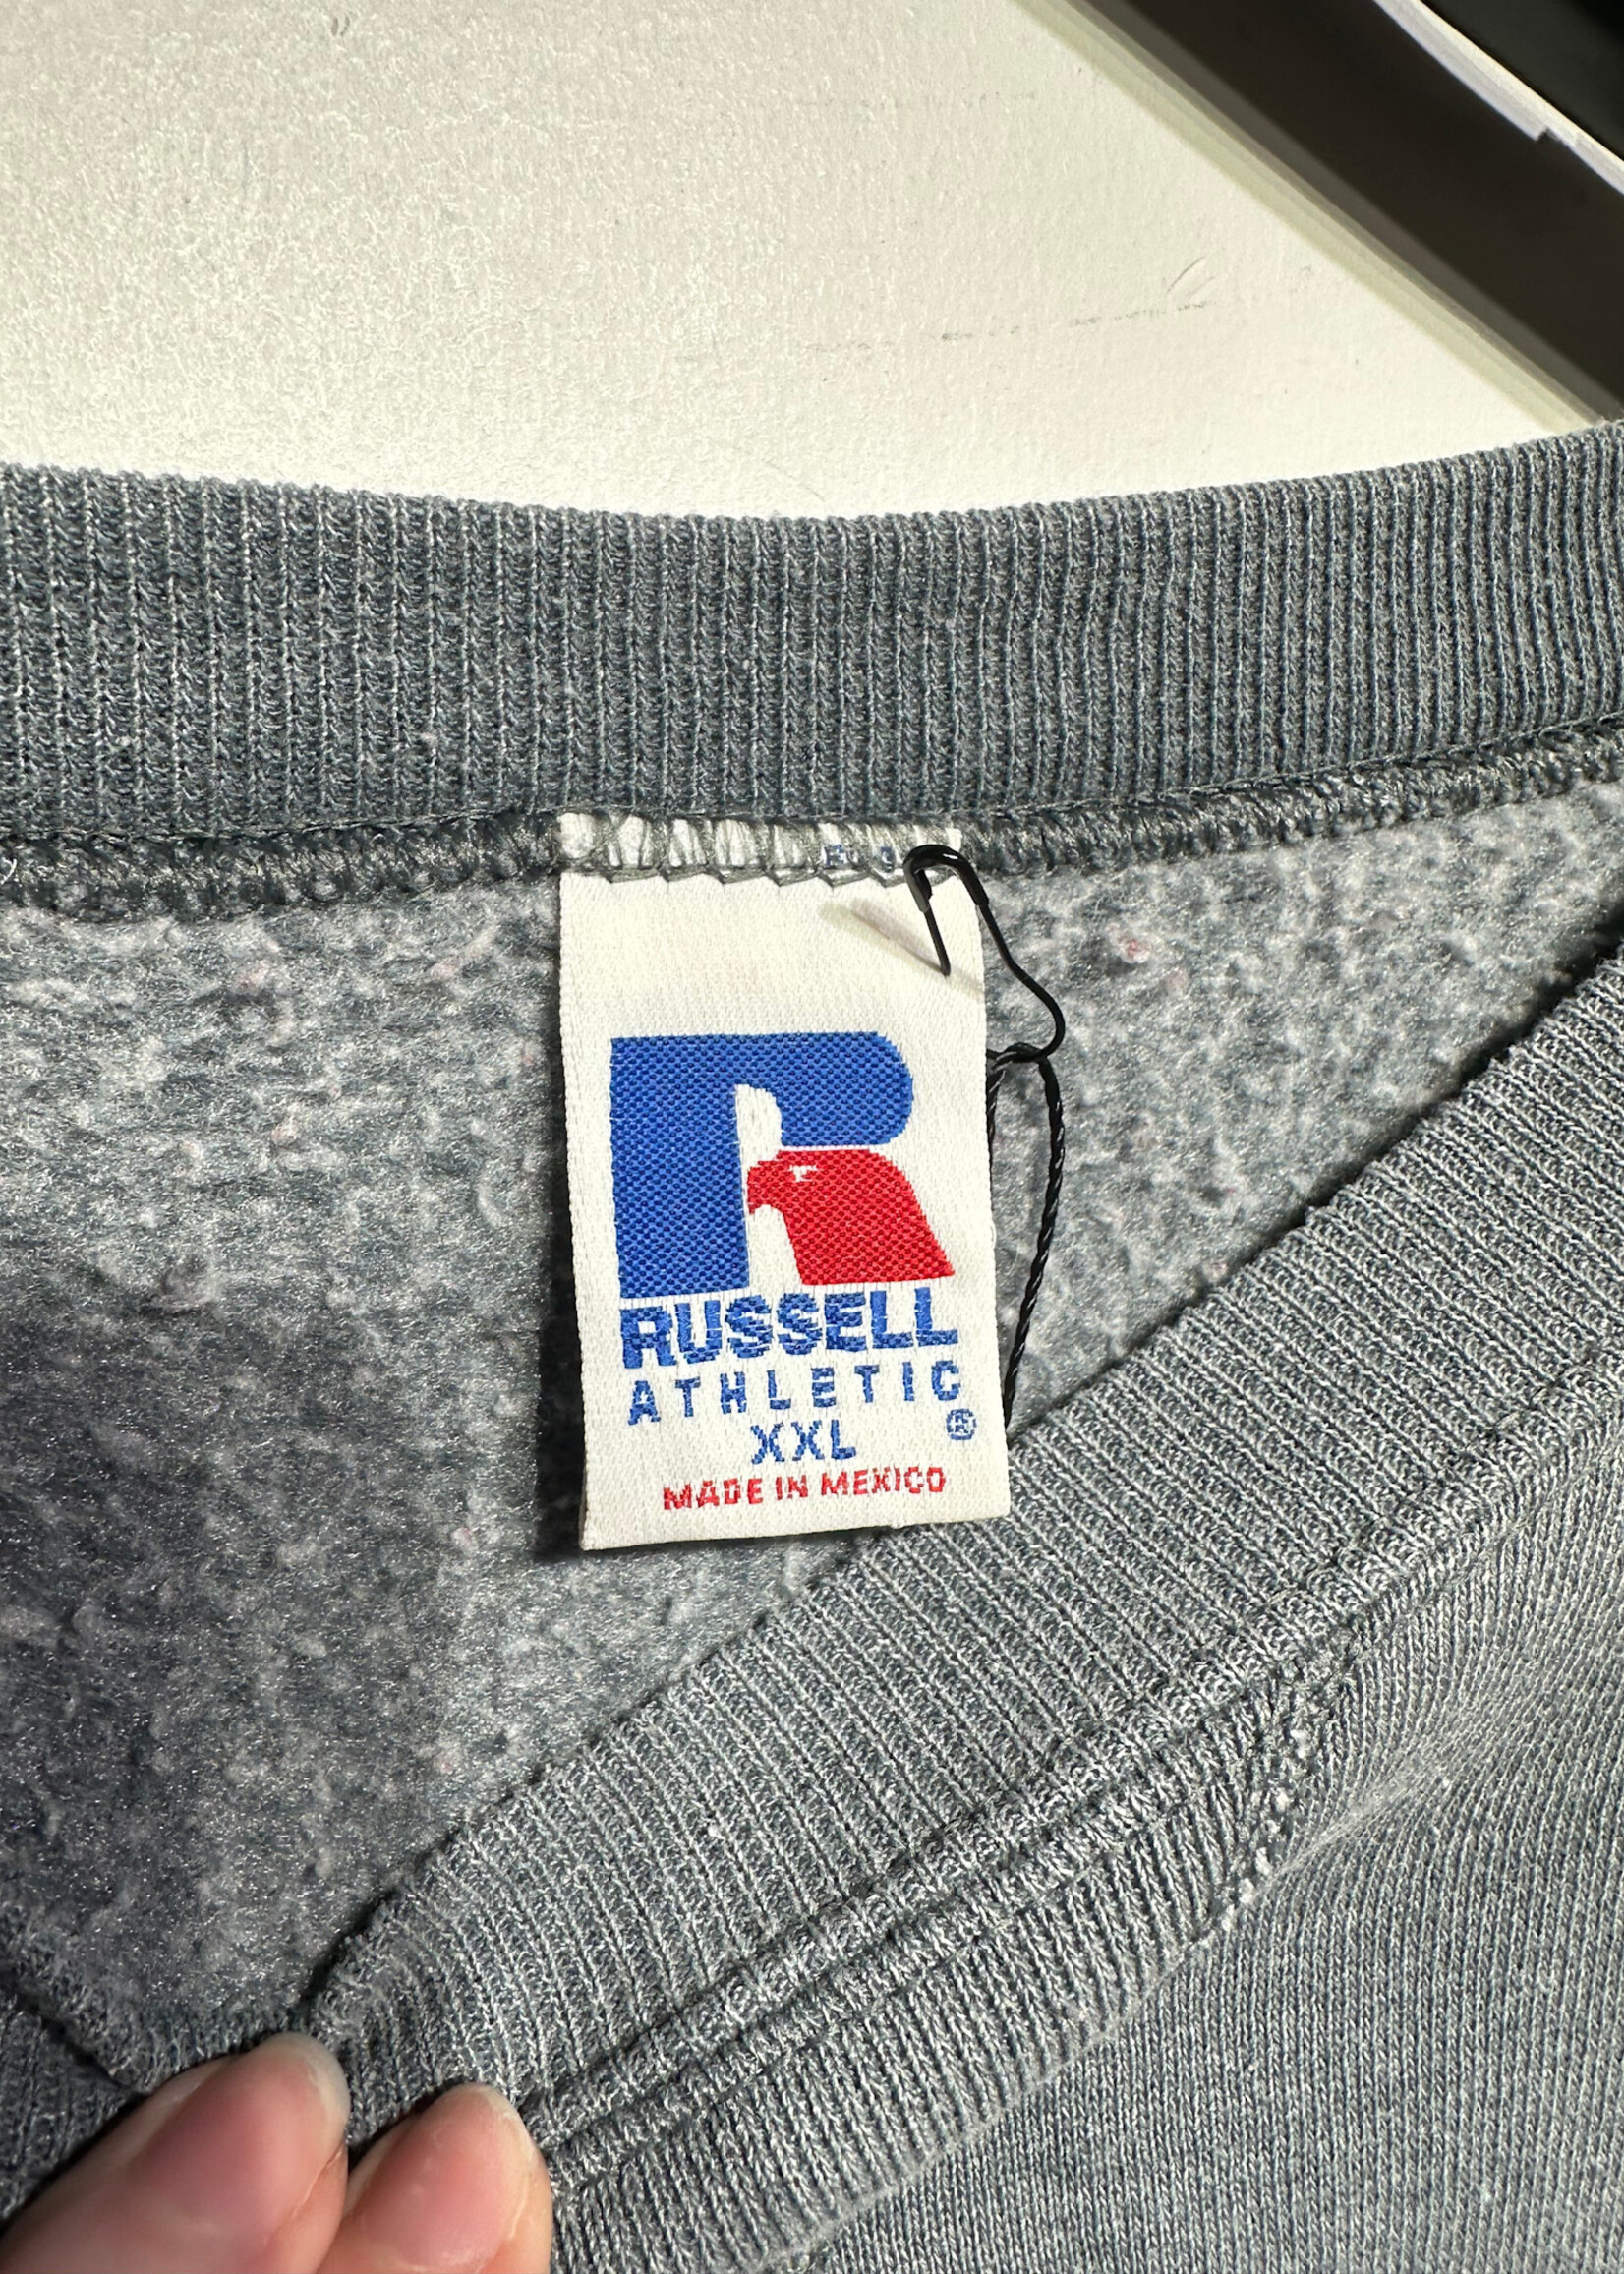 RUSSELL
ATHLETIC
®
XXL
MADE IN MEXICO